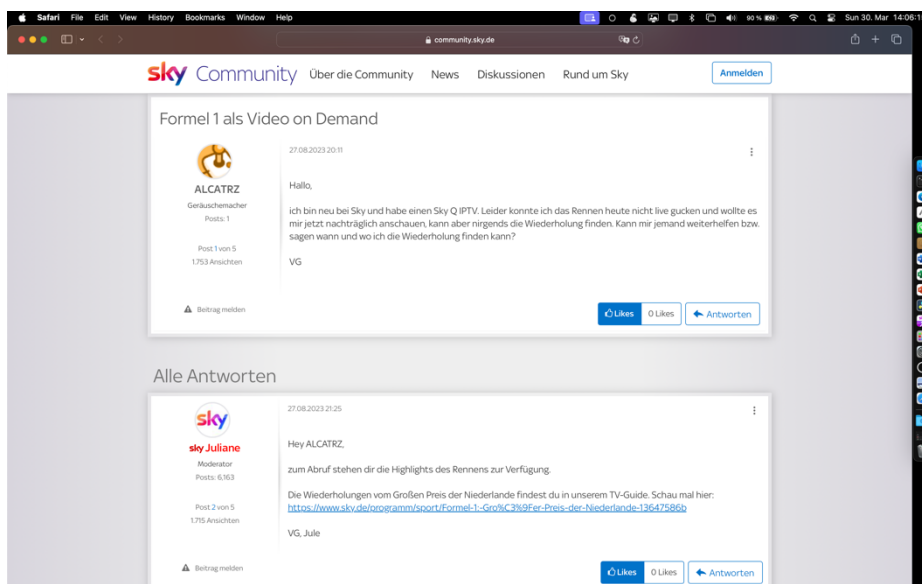 Safari File Edit View History Bookmarks Window Help
90 % Sun 30. Mar 14:06:1
community.sky.de
sky Community Über die Community News Diskussionen Rund um Sky Anmelden
Formel 1 als Video on Demand
27.08.2023 20:11
ALCATRZ
Geräuschemacher
Posts: 1
Post 1 von 5
1.753 Ansichten
Beitrag melden
Hallo,
ich bin neu bei Sky und habe einen Sky Q IPTV. Leider konnte ich das Rennen heute nicht live gucken und wollte es
mir jetzt nachträglich anschauen, kann aber nirgends die Wiederholung finden. Kann mir jemand weiterhelfen bzw.
sagen wann und wo ich die Wiederholung finden kann?
VG
Likes 0 Likes Antworten
Alle Antworten
27.08.2023 21:25
sky
sky Juliane
Moderator
Posts: 6,163
Post 2 von 5
1.715 Ansichten
Beitrag melden
Hey ALCATRZ,
zum Abruf stehen dir die Highlights des Rennens zur Verfügung.
Die Wiederholungen vom Großen Preis der Niederlande findest du in unserem TV-Guide. Schau mal hier:
https://www.sky.de/programm/sport/Formel-1:-Gro%C3%9Fer-Preis-der-Niederlande-13647586b
VG, Jule
Likes 0 Likes Antworten